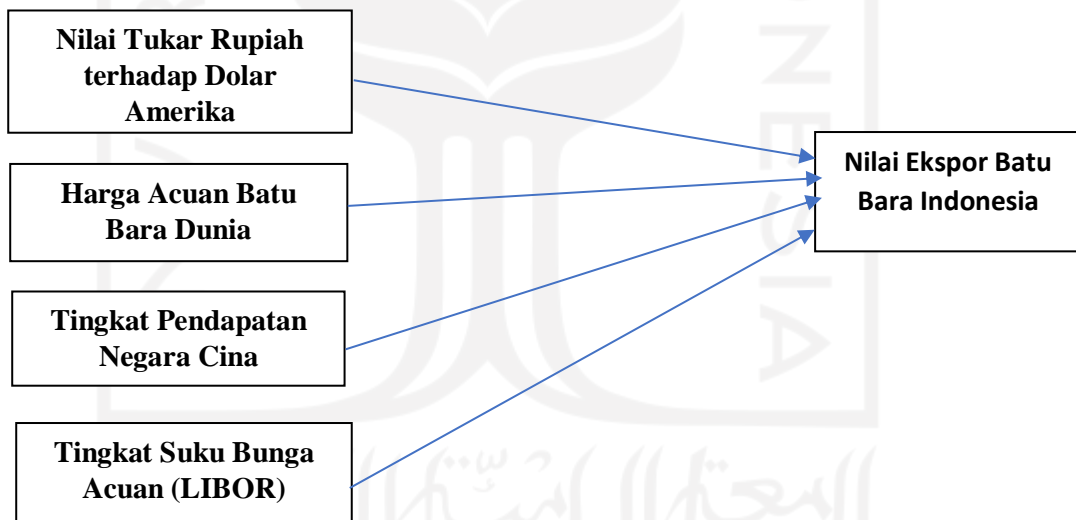 Nilai Tukar Rupiah
terhadap Dolar
Amerika
Harga Acuan Batu
Bara Dunia
Tingkat Pendapatan
Negara Cina
Tingkat Suku Bunga
Acuan (LIBOR)
Nilai Ekspor Batu
Bara Indonesia
NESIA